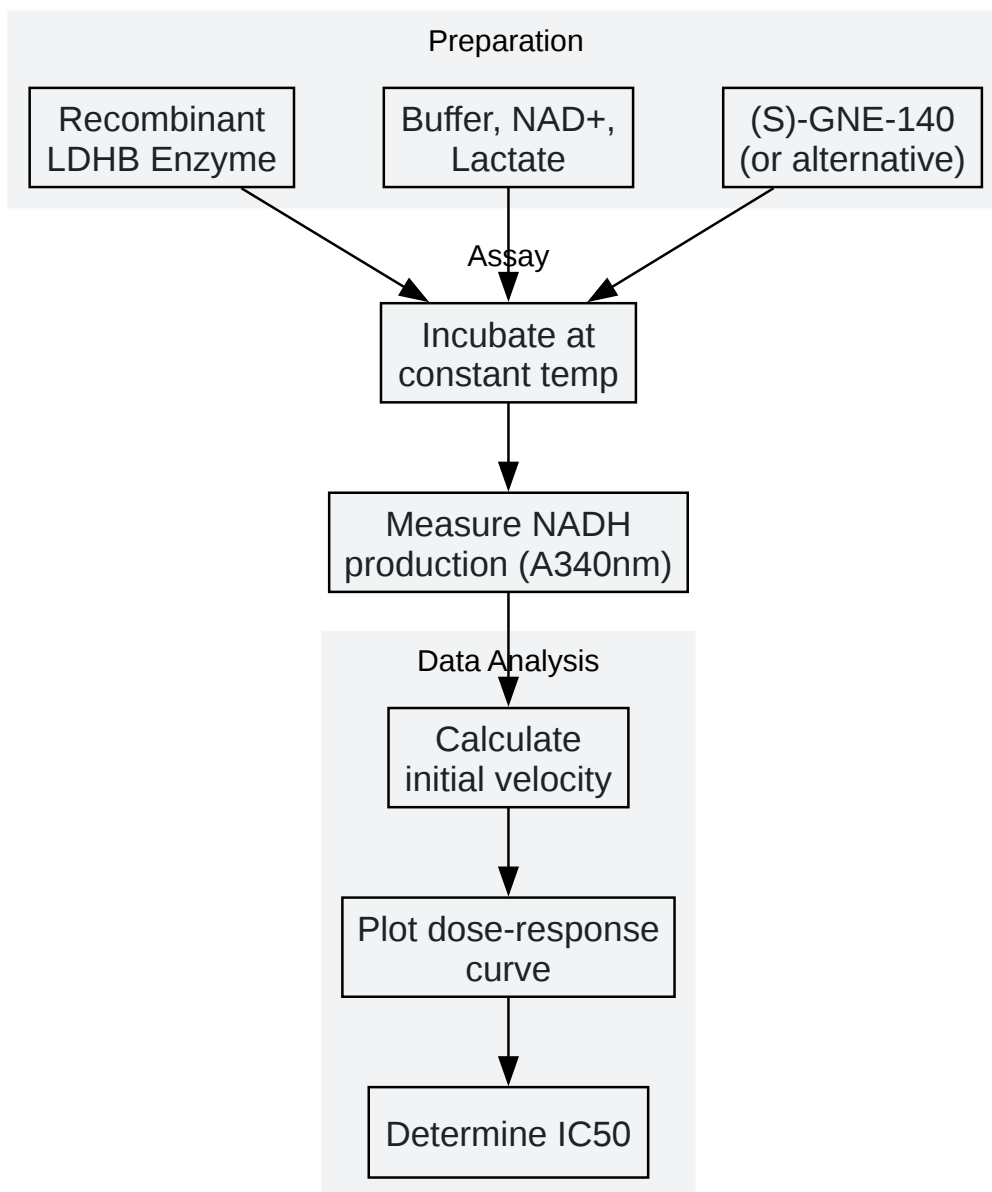 Preparation
Recombinant
LDHB Enzyme
Buffer, NAD+,
Lactate
(S)-GNE-140
(or alternative)
Assay
Incubate at
constant temp
Measure NADH
production (A340nm)
Data Analysis
Calculate
initial velocity
Plot dose-response
curve
Determine IC50